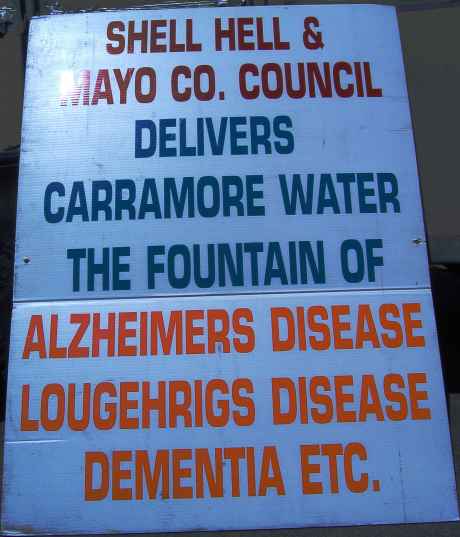 SHELL HELL &
MAYO CO. COUNCIL
DELIVERS
CARRAMORE WATER
THE FOUNTAIN OF
ALZHEIMERS DISEASE
LOUGEHRIGS DISEASE
DEMENTIA ETC.